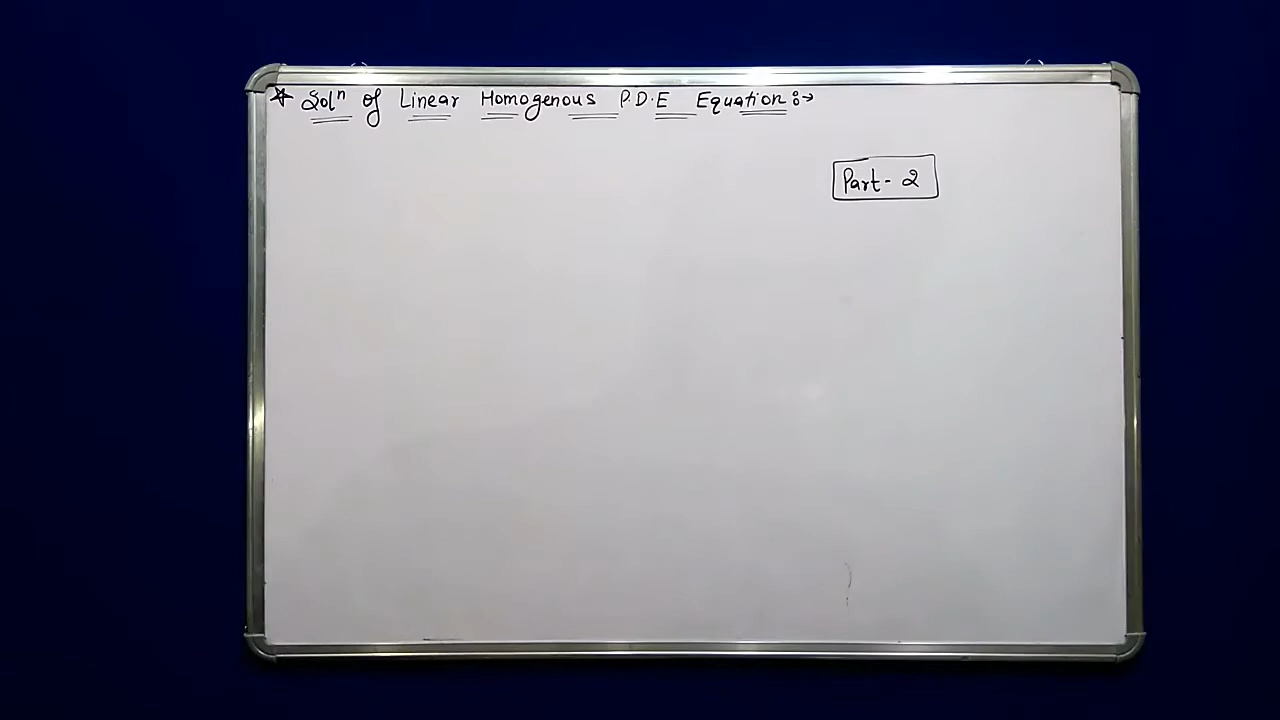 ☆ Solⁿ of Linear Homogenous P.D.E Equation :→
Part - 2